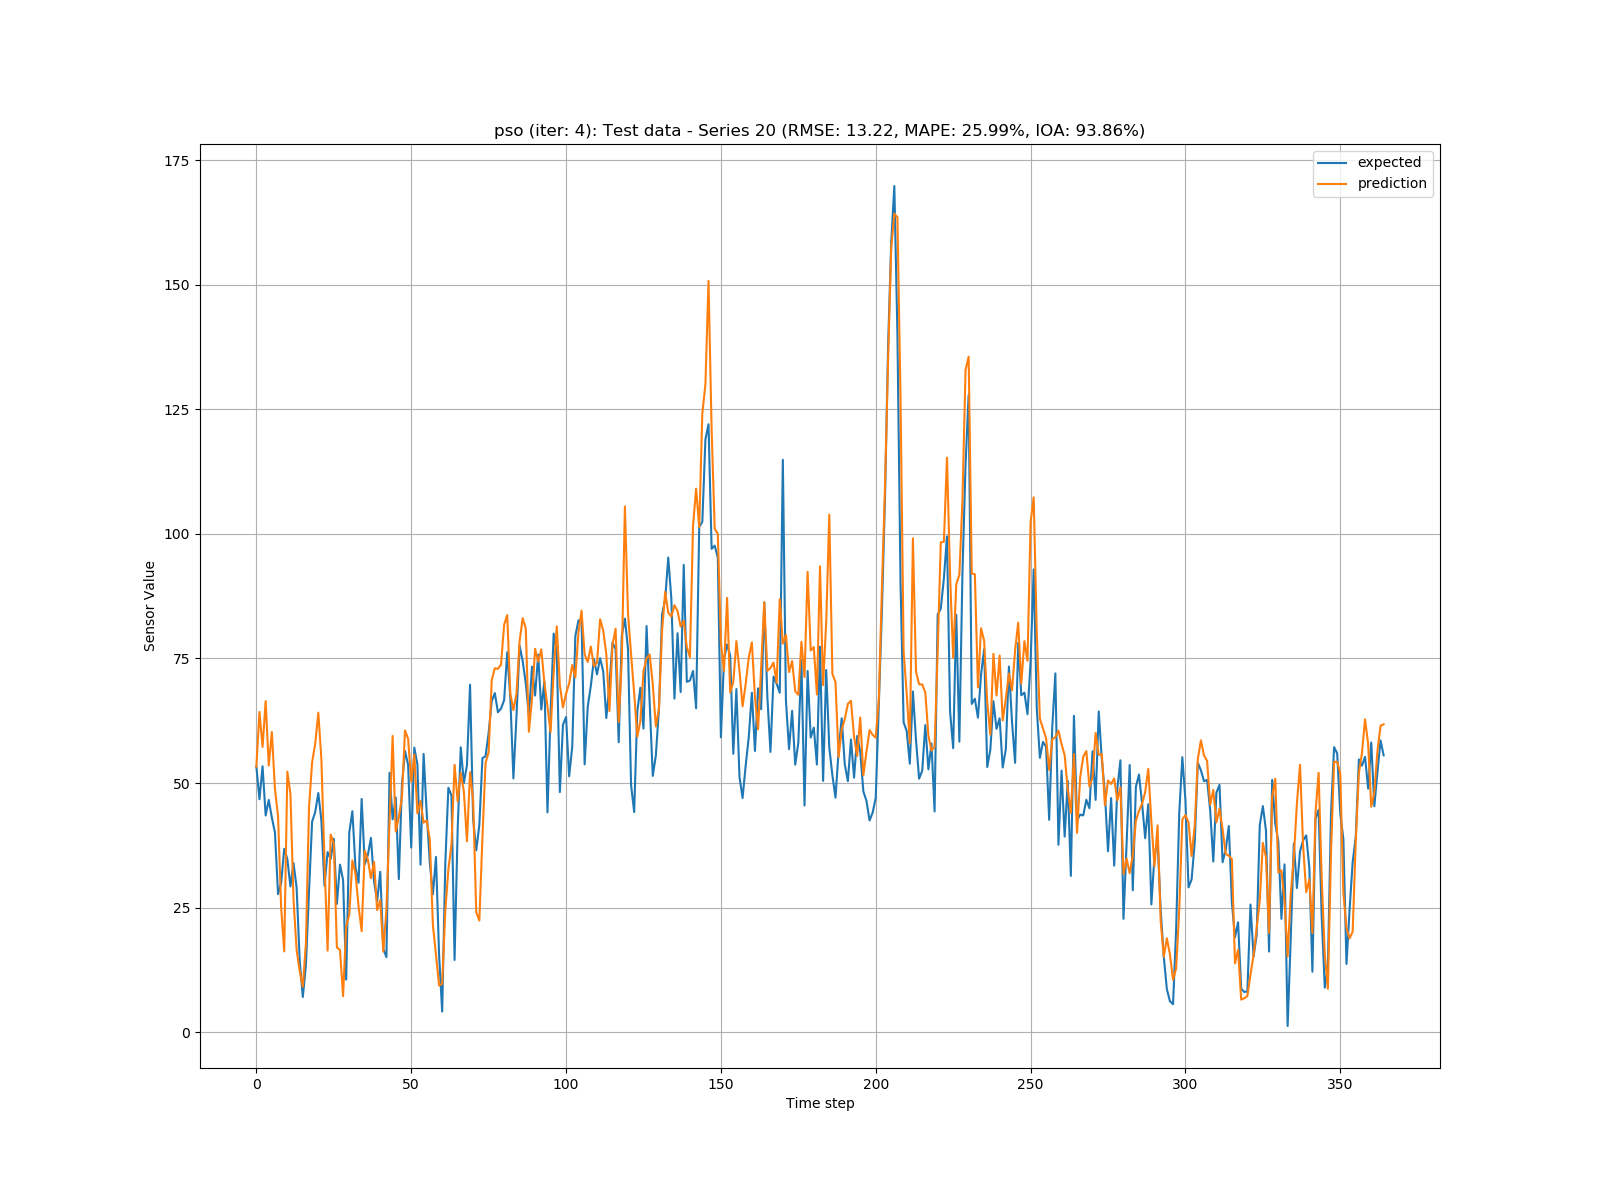 pso (iter: 4): Test data - Series 20 (RMSE: 13.22, MAPE: 25.99%, IOA: 93.86%)
expected
prediction
175
150
125
100
75
50
25
0
Sensor Value
0 50 100 150 200 250 300 350
Time step